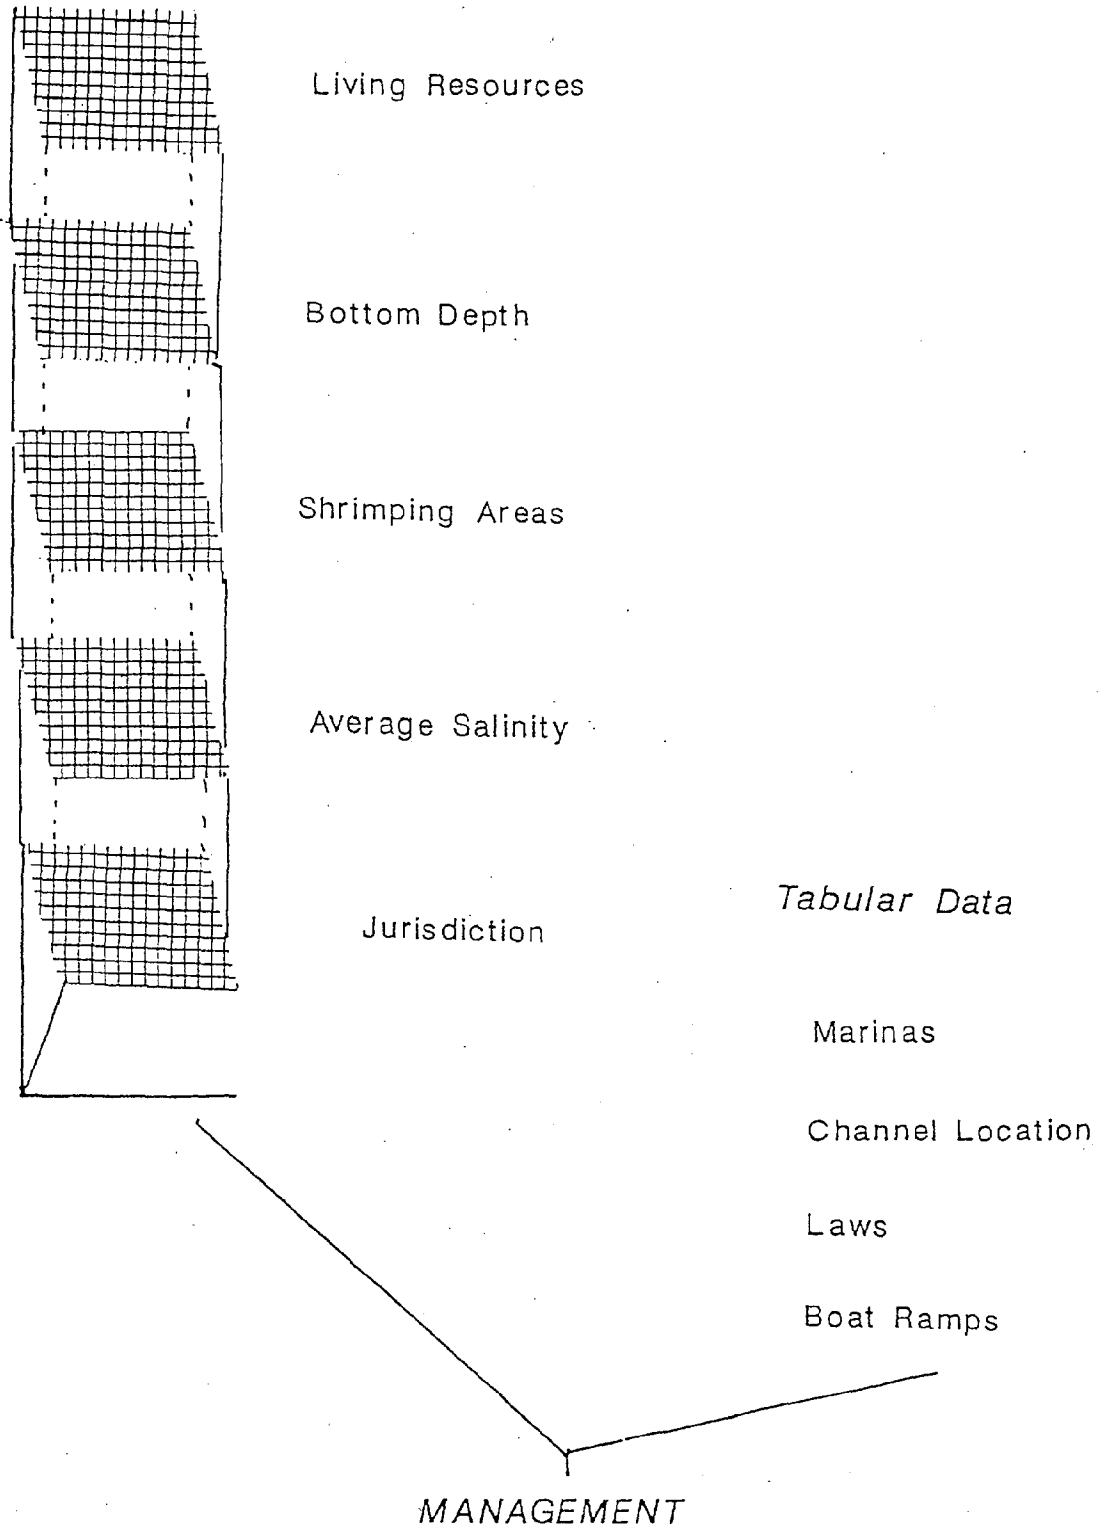 Living Resources
Bottom Depth
Shrimping Areas
Average Salinity
Jurisdiction
Tabular Data
Marinas
Channel Location
Laws
Boat Ramps
MANAGEMENT